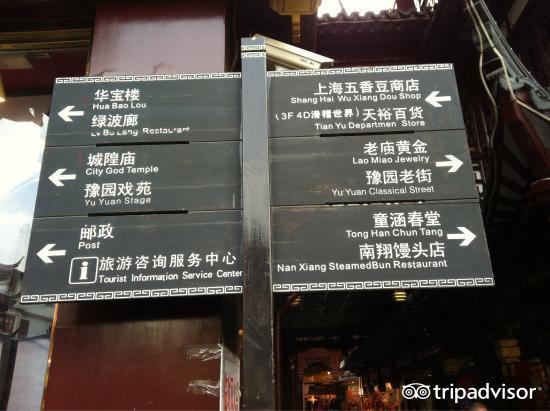 华宝楼
Hua Bao Lou
绿波廊
Lv Bo Lang Restaurant
城隍庙
City God Temple
豫园戏苑
Yu Yuan Stage
邮政
Post
i 旅游咨询服务中心
Tourist Information Service Center
上海五香豆商店
Shang Hai Wu Xiang Dou Shop
(3F 4D滑稽世界) 天裕百货
Tian Yu Departmen Store
老庙黄金
Lao Miao Jewelry
豫园老街
Yu Yuan Classical Street
童涵春堂
Tong Han Chun Tang
南翔馒头店
Nan Xiang SteamedBun Restaurant
tripadvisor